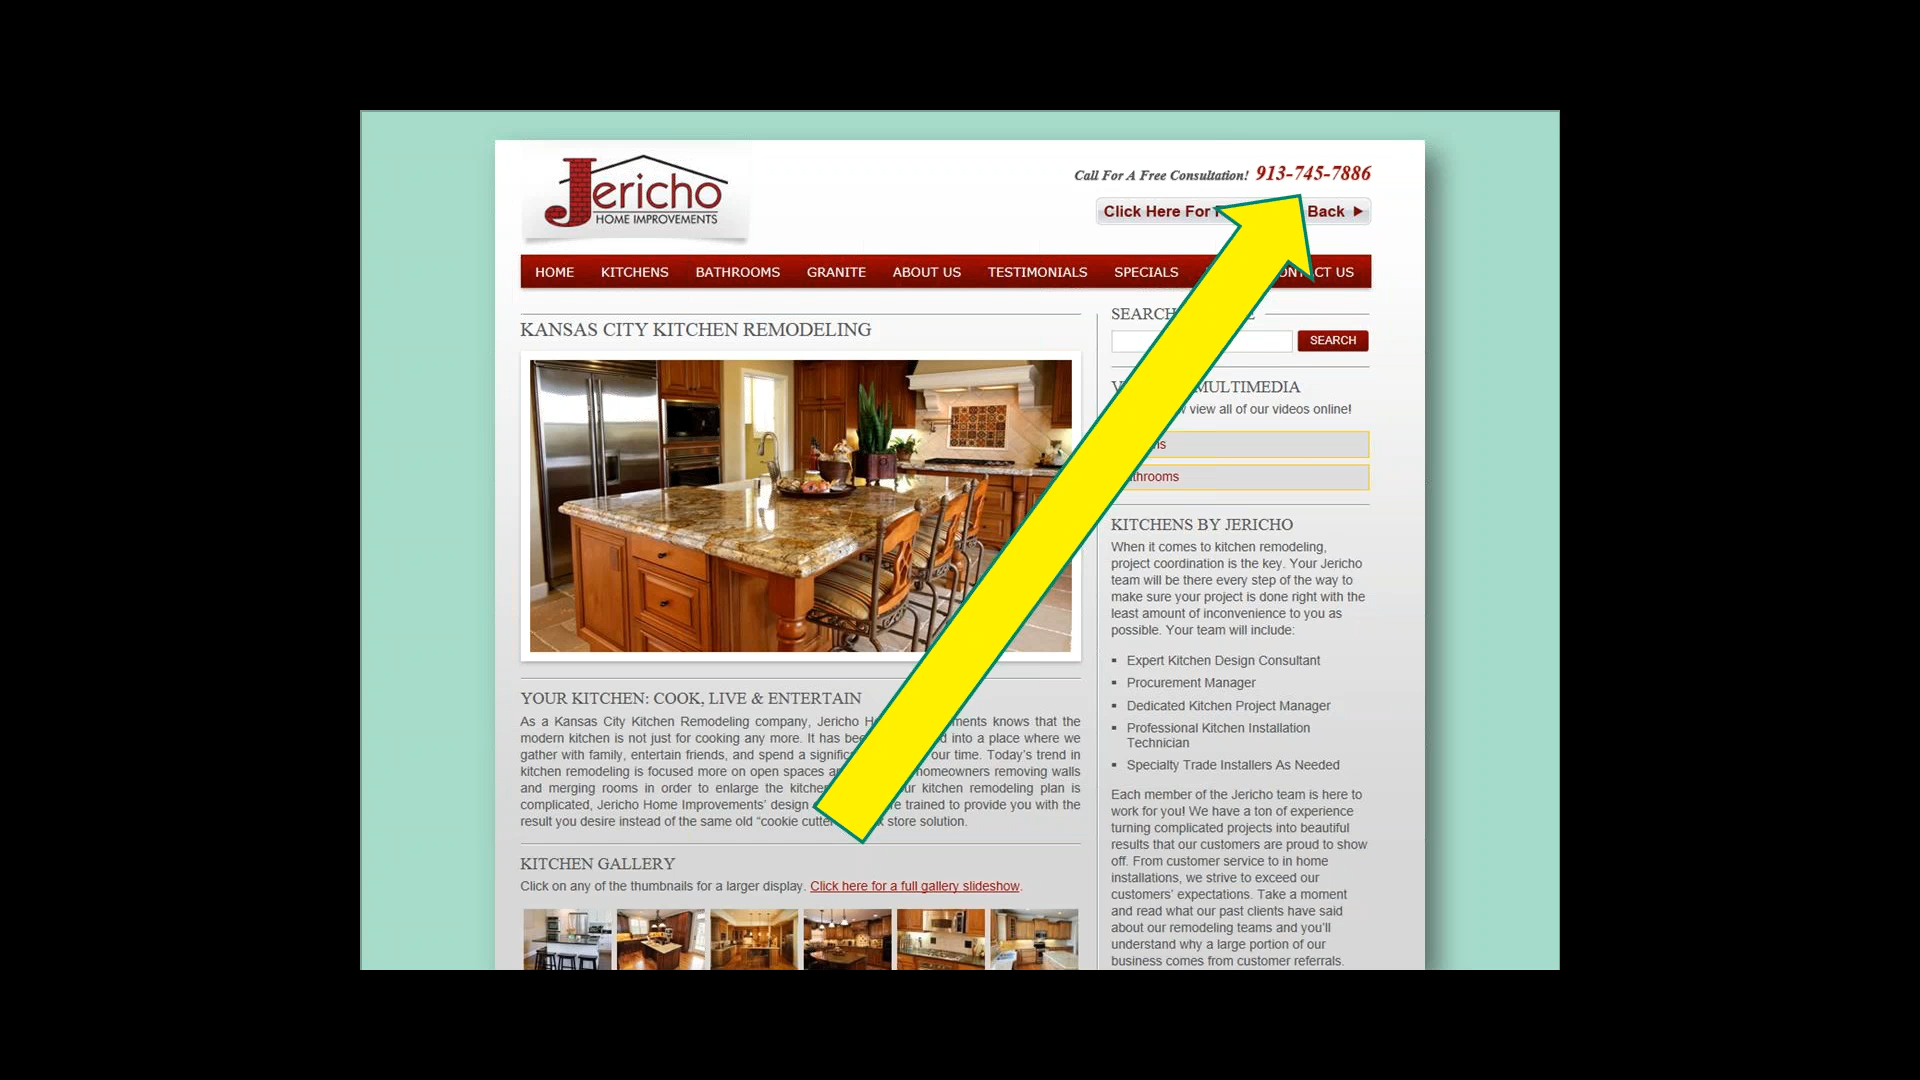 Jericho
HOME IMPROVEMENTS
Call For A Free Consultation! 913-745-7886
Click Here For Back ►
HOME KITCHENS BATHROOMS GRANITE ABOUT US TESTIMONIALS SPECIALS US
KANSAS CITY KITCHEN REMODELING
SEARCH
SEARCH
MULTIMEDIA
view all of our videos online!
KITCHENS BY JERICHO
When it comes to kitchen remodeling,
project coordination is the key. Your Jericho
team will be there every step of the way to
make sure your project is done right with the
least amount of inconvenience to you as
possible. Your team will include:
▪ Expert Kitchen Design Consultant
▪ Procurement Manager
▪ Dedicated Kitchen Project Manager
▪ Professional Kitchen Installation
Technician
▪ Specialty Trade Installers As Needed
Each member of the Jericho team is here to
work for you! We have a ton of experience
turning complicated projects into beautiful
results that our customers are proud to show
off. From customer service to in home
installations, we strive to exceed our
customers' expectations. Take a moment
and read what our past clients have said
about our remodeling teams and you'll
understand why a large portion of our
business comes from customer referrals.
YOUR KITCHEN: COOK, LIVE & ENTERTAIN
As a Kansas City Kitchen Remodeling company, Jericho knows that the
modern kitchen is not just for cooking any more. It has into a place where we
gather with family, entertain friends, and spend a our time. Today's trend in
kitchen remodeling is focused more on open spaces homeowners removing walls
and merging rooms in order to enlarge the kitchen kitchen remodeling plan is
complicated, Jericho Home Improvements' design trained to provide you with the
result you desire instead of the same old "cookie store solution.
KITCHEN GALLERY
Click on any of the thumbnails for a larger display. Click here for a full gallery slideshow.